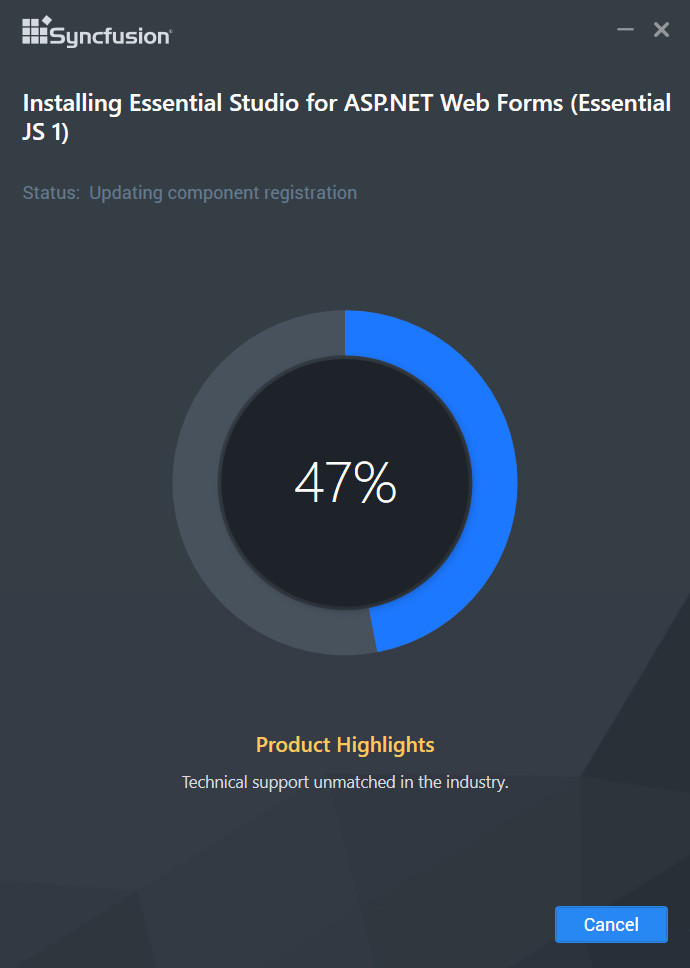 Syncfusion®
Installing Essential Studio for ASP.NET Web Forms (Essential
JS 1)
Status: Updating component registration
47%
Product Highlights
Technical support unmatched in the industry.
Cancel